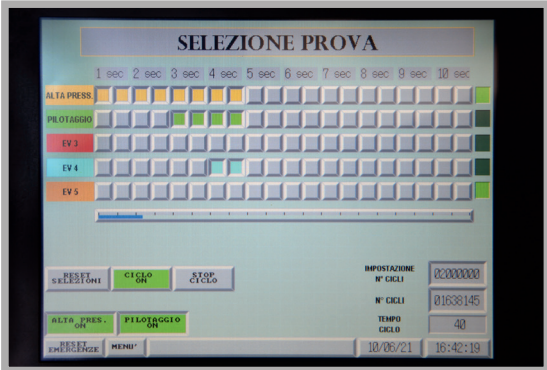 SELEZIONE PROVA
1 sec 2 sec 3 sec 4 sec 5 sec 6 sec 7 sec 8 sec 9 sec 10 sec
ALTA PRESS.
PILOTAGGIO
EV 3
EV 4
EV 5
RESET SELEZIONI
CICLO ON
STOP CICLO
IMPOSTAZIONE N° CICLI
02000000
N° CICLI
01638145
ALTA PRES. ON
PILOTAGGIO ON
TEMPO CICLO
40
RESET EMERGENZE
MENU'
10/06/21
16:42:19